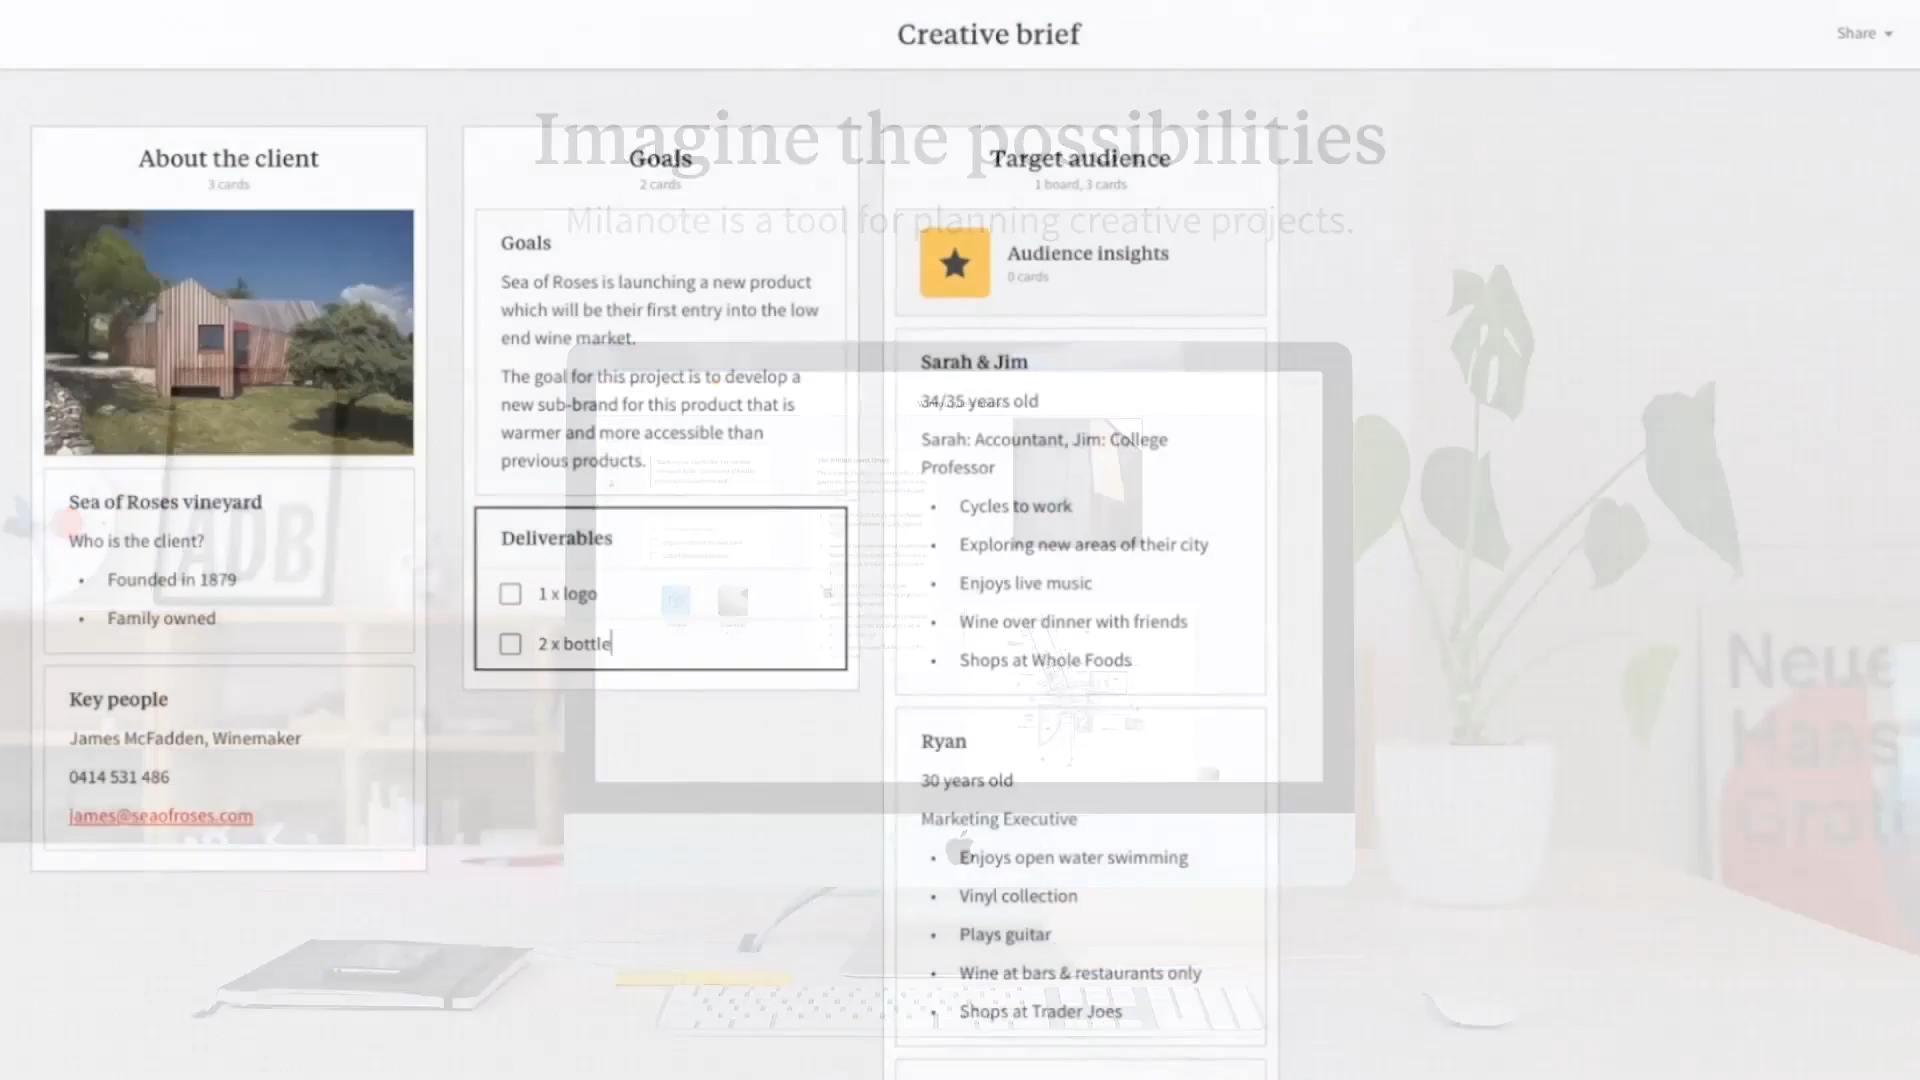 Creative brief
Share
Imagine the possibilities
Milanote is a tool for planning creative projects.
About the client
3 cards
Sea of Roses vineyard
Who is the client?
• Founded in 1879
• Family owned
Key people
James McFadden, Winemaker
0414 531 486
james@seaofroses.com
Goals
2 cards
Goals
Sea of Roses is launching a new product
which will be their first entry into the low
end wine market.
The goal for this project is to develop a
new sub-brand for this product that is
warmer and more accessible than
previous products.
Deliverables
1 x logo
2 x bottle
Target audience
1 board, 3 cards
Audience insights
0 cards
Sarah & Jim
34/35 years old
Sarah: Accountant, Jim: College
Professor
• Cycles to work
• Exploring new areas of their city
• Enjoys live music
• Wine over dinner with friends
• Shops at Whole Foods
Ryan
30 years old
Marketing Executive
• Enjoys open water swimming
• Vinyl collection
• Plays guitar
• Wine at bars & restaurants only
• Shops at Trader Joes
ADB
Neue
Haas